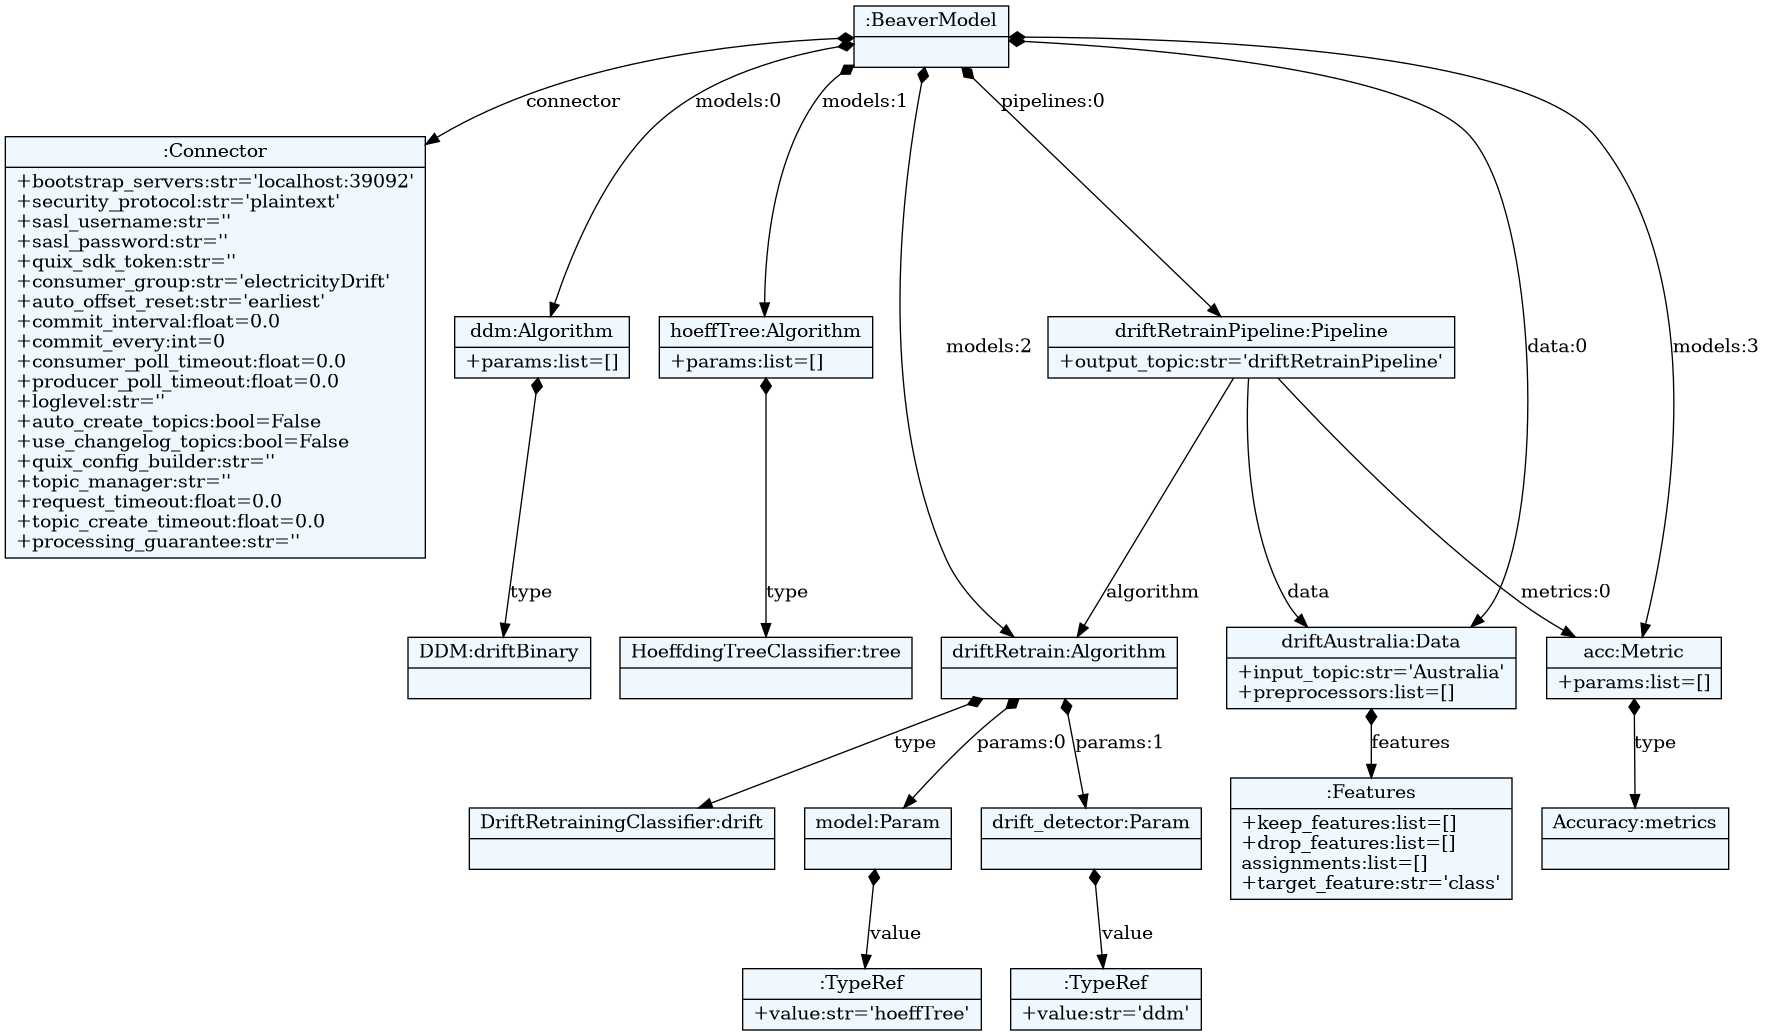 :BeaverModel
connector
models:0
models:1
pipelines:0
:Connector
+bootstrap_servers:str='localhost:39092'
+security_protocol:str='plaintext'
+sasl_username:str=''
+sasl_password:str=''
+quix_sdk_token:str=''
+consumer_group:str='electricityDrift'
+auto_offset_reset:str='earliest'
+commit_interval:float=0.0
+commit_every:int=0
+consumer_poll_timeout:float=0.0
+producer_poll_timeout:float=0.0
+loglevel:str=''
+auto_create_topics:bool=False
+use_changelog_topics:bool=False
+quix_config_builder:str=''
+topic_manager:str=''
+request_timeout:float=0.0
+topic_create_timeout:float=0.0
+processing_guarantee:str=''
ddm:Algorithm
+params:list=[]
hoeffTree:Algorithm
+params:list=[]
models:2
driftRetrainPipeline:Pipeline
+output_topic:str='driftRetrainPipeline'
data:0
models:3
type
type
algorithm
data
metrics:0
DDM:driftBinary
HoeffdingTreeClassifier:tree
driftRetrain:Algorithm
driftAustralia:Data
+input_topic:str='Australia'
+preprocessors:list=[]
acc:Metric
+params:list=[]
type
params:0
params:1
features
type
DriftRetrainingClassifier:drift
model:Param
drift_detector:Param
:Features
+keep_features:list=[]
+drop_features:list=[]
assignments:list=[]
+target_feature:str='class'
Accuracy:metrics
value
value
:TypeRef
+value:str='hoeffTree'
:TypeRef
+value:str='ddm'